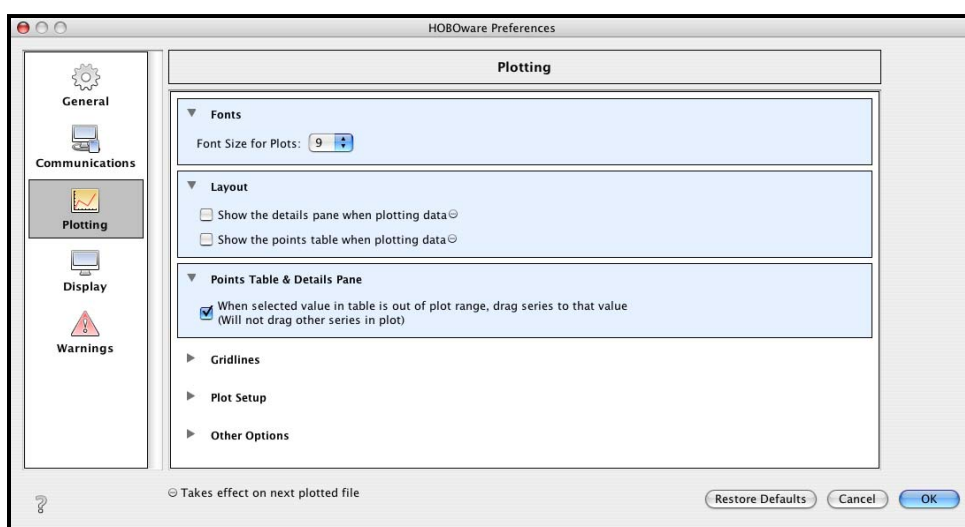 HOBOware Preferences
General
Communications
Plotting
Display
Warnings
Plotting
Fonts
Font Size for Plots: 9
Layout
Show the details pane when plotting data⊖
Show the points table when plotting data⊖
Points Table & Details Pane
When selected value in table is out of plot range, drag series to that value
(Will not drag other series in plot)
Gridlines
Plot Setup
Other Options
?
⊖ Takes effect on next plotted file
Restore Defaults
Cancel
OK